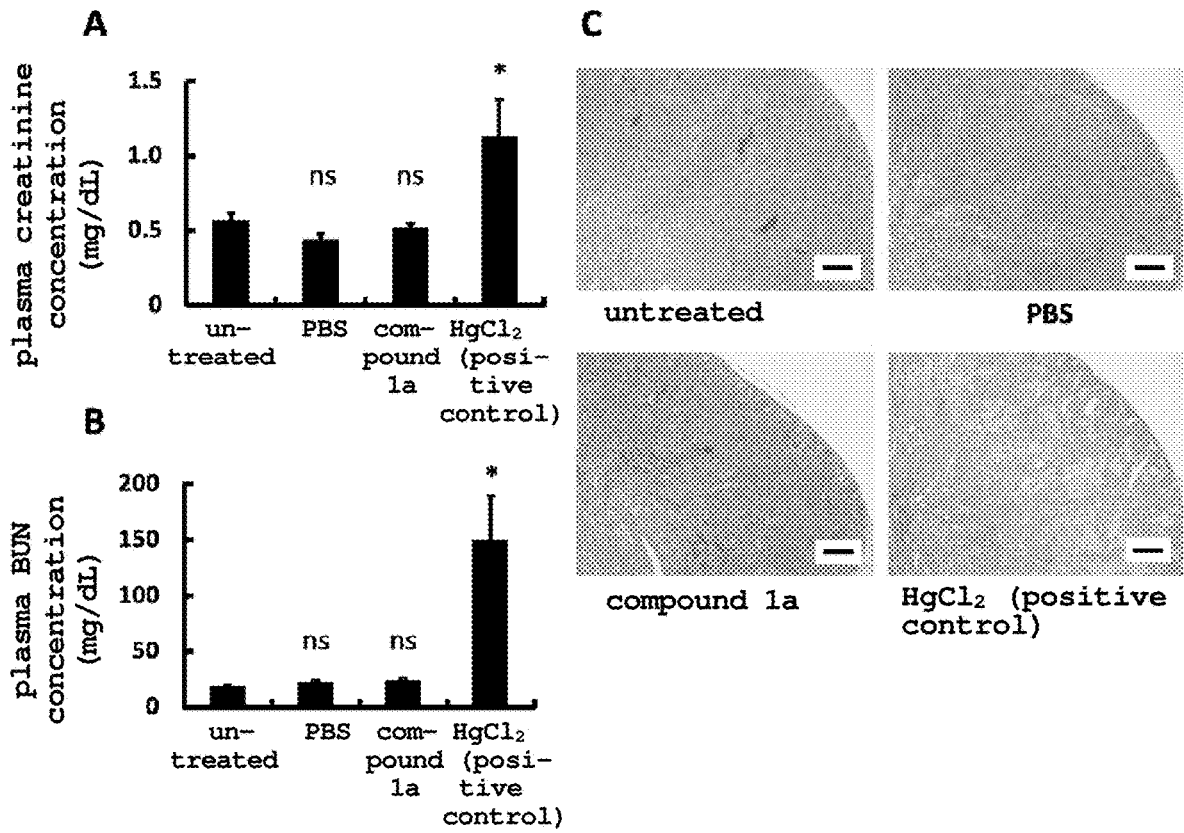 A
plasma creatinine
concentration
(mg/dL)
1.5
1.0
0.5
0
ns
ns
*
un-
treated
PBS
com-
pound
1a
HgCl₂
(posi-
tive
control)
B
plasma BUN
concentration
(mg/dL)
200
150
100
50
0
ns
ns
*
un-
treated
PBS
com-
pound
1a
HgCl₂
(posi-
tive
control)
C
untreated
PBS
compound 1a
HgCl₂ (positive
control)